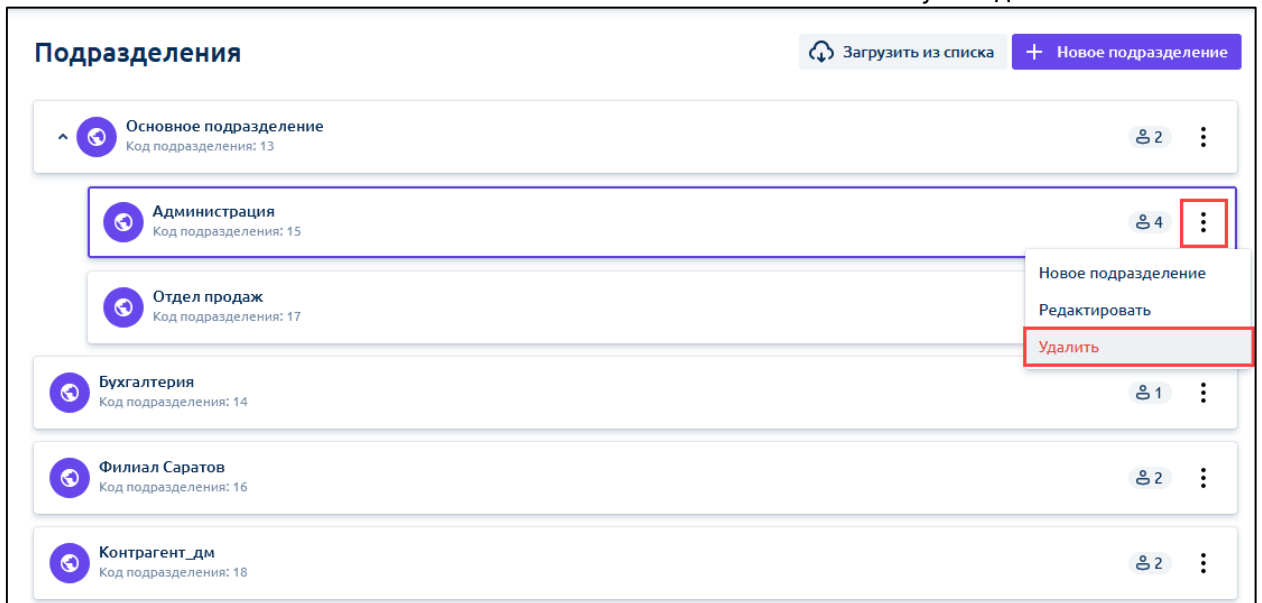 Подразделения
Загрузить из списка
+ Новое подразделение
Основное подразделение
Код подразделения: 13
2
Администрация
Код подразделения: 15
4
Новое подразделение
Редактировать
Удалить
Отдел продаж
Код подразделения: 17
Бухгалтерия
Код подразделения: 14
1
Филиал Саратов
Код подразделения: 16
2
Контрагент_дм
Код подразделения: 18
2